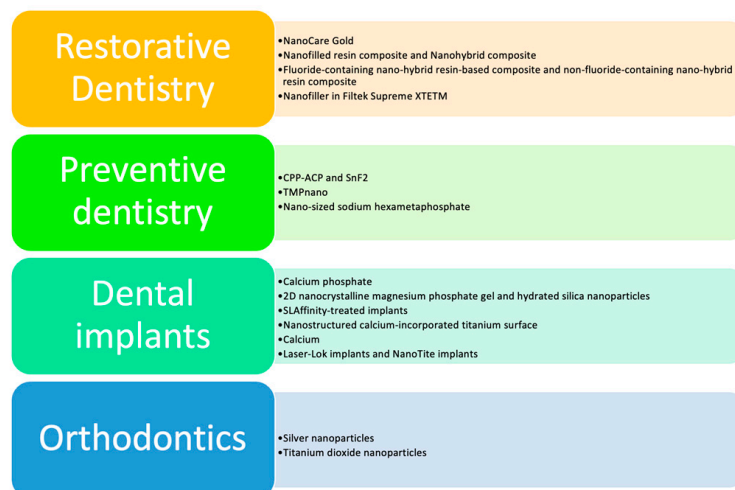 Restorative
Dentistry
•NanoCare Gold
•Nanofilled resin composite and Nanohybrid composite
•Fluoride-containing nano-hybrid resin-based composite and non-fluoride-containing nano-hybrid
resin composite
•Nanofiller in Filtek Supreme XTETM
Preventive
dentistry
•CPP-ACP and SnF2
•TMPnano
•Nano-sized sodium hexametaphosphate
Dental
implants
•Calcium phosphate
•2D nanocrystalline magnesium phosphate gel and hydrated silica nanoparticles
•SLAffinity-treated implants
•Nanostructured calcium-incorporated titanium surface
•Calcium
•Laser-Lok implants and NanoTite implants
Orthodontics
•Silver nanoparticles
•Titanium dioxide nanoparticles